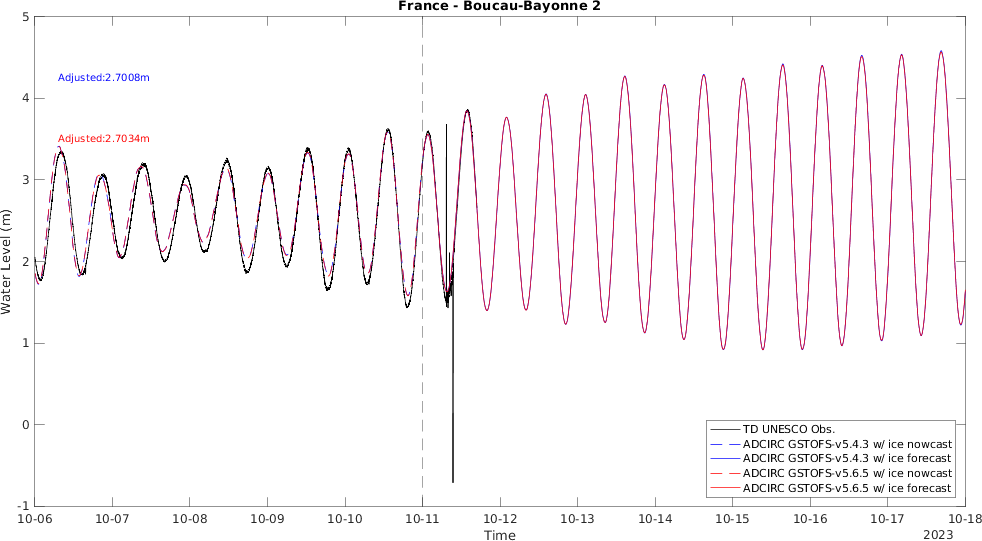 France - Boucau-Bayonne 2
5
4
3
2
1
0
-1
Water Level (m)
Adjusted:2.7008m
Adjusted:2.7034m
TD UNESCO Obs.
ADCIRC GSTOFS-v5.4.3 w/ ice nowcast
ADCIRC GSTOFS-v5.4.3 w/ ice forecast
ADCIRC GSTOFS-v5.6.5 w/ ice nowcast
ADCIRC GSTOFS-v5.6.5 w/ ice forecast
10-06 10-07 10-08 10-09 10-10 10-11 10-12 10-13 10-14 10-15 10-16 10-17 10-18
Time
2023